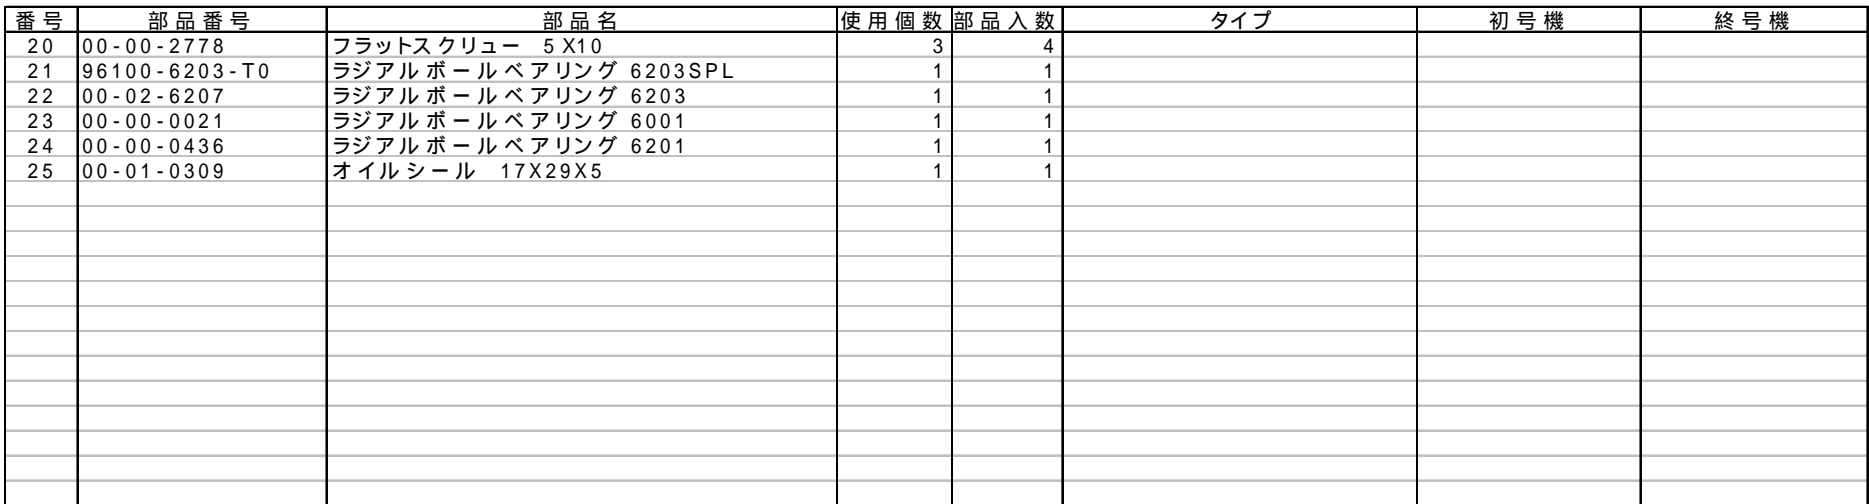 番号 部品番号 部品名 使用個数 部品入数 タイプ 初号機 終号機
20 00-00-2778 フラットスクリュー 5X10 3 4
21 96100-6203-T0 ラジアルボールベアリング 6203SPL 1 1
22 00-02-6207 ラジアルボールベアリング 6203 1 1
23 00-00-0021 ラジアルボールベアリング 6001 1 1
24 00-00-0436 ラジアルボールベアリング 6201 1 1
25 00-01-0309 オイルシール 17X29X5 1 1